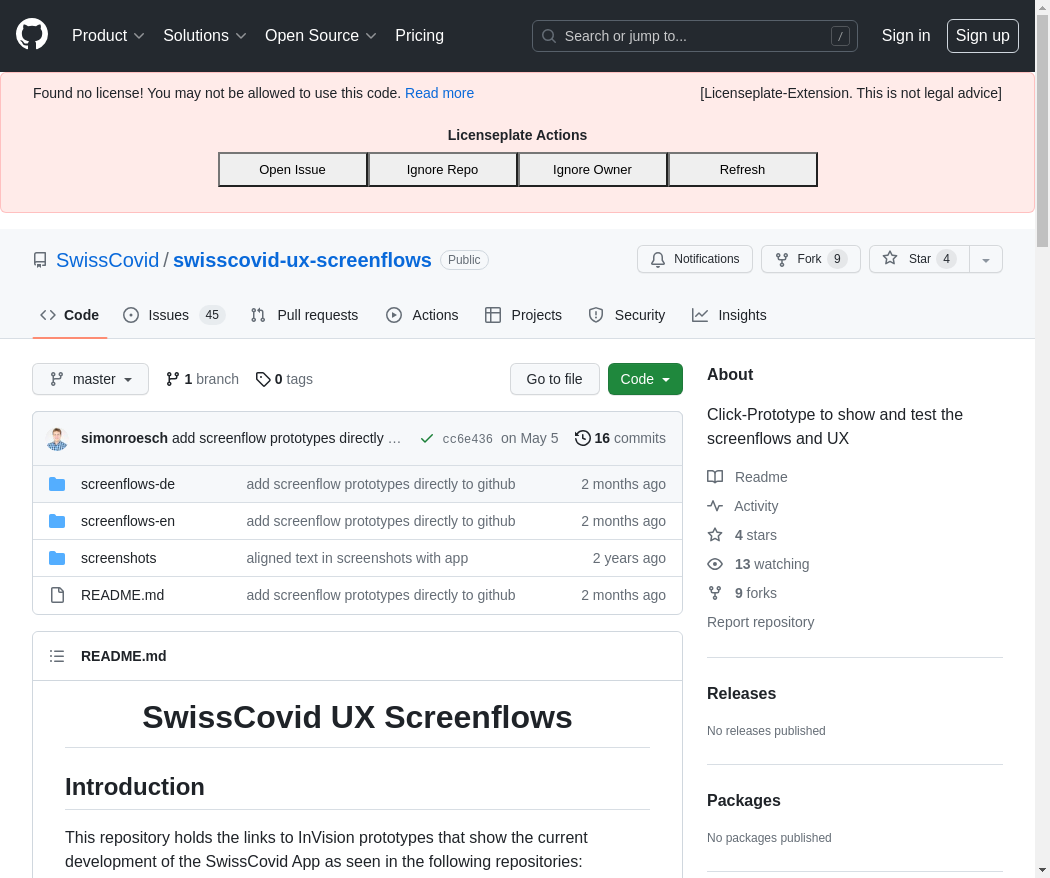 Product Solutions Open Source Pricing Search or jump to... / Sign in Sign up
Found no license! You may not be allowed to use this code. Read more [Licenseplate-Extension. This is not legal advice]
Licenseplate Actions
Open Issue Ignore Repo Ignore Owner Refresh
SwissCovid / swisscovid-ux-screenflows Public Notifications Fork 9 Star 4
Code Issues 45 Pull requests Actions Projects Security Insights
master 1 branch 0 tags Go to file Code
simonroesch add screenflow prototypes directly … cc6e436 on May 5 16 commits
screenflows-de add screenflow prototypes directly to github 2 months ago
screenflows-en add screenflow prototypes directly to github 2 months ago
screenshots aligned text in screenshots with app 2 years ago
README.md add screenflow prototypes directly to github 2 months ago
README.md
SwissCovid UX Screenflows
Introduction
This repository holds the links to InVision prototypes that show the current
development of the SwissCovid App as seen in the following repositories:
About
Click-Prototype to show and test the
screenflows and UX
Readme
Activity
4 stars
13 watching
9 forks
Report repository
Releases
No releases published
Packages
No packages published